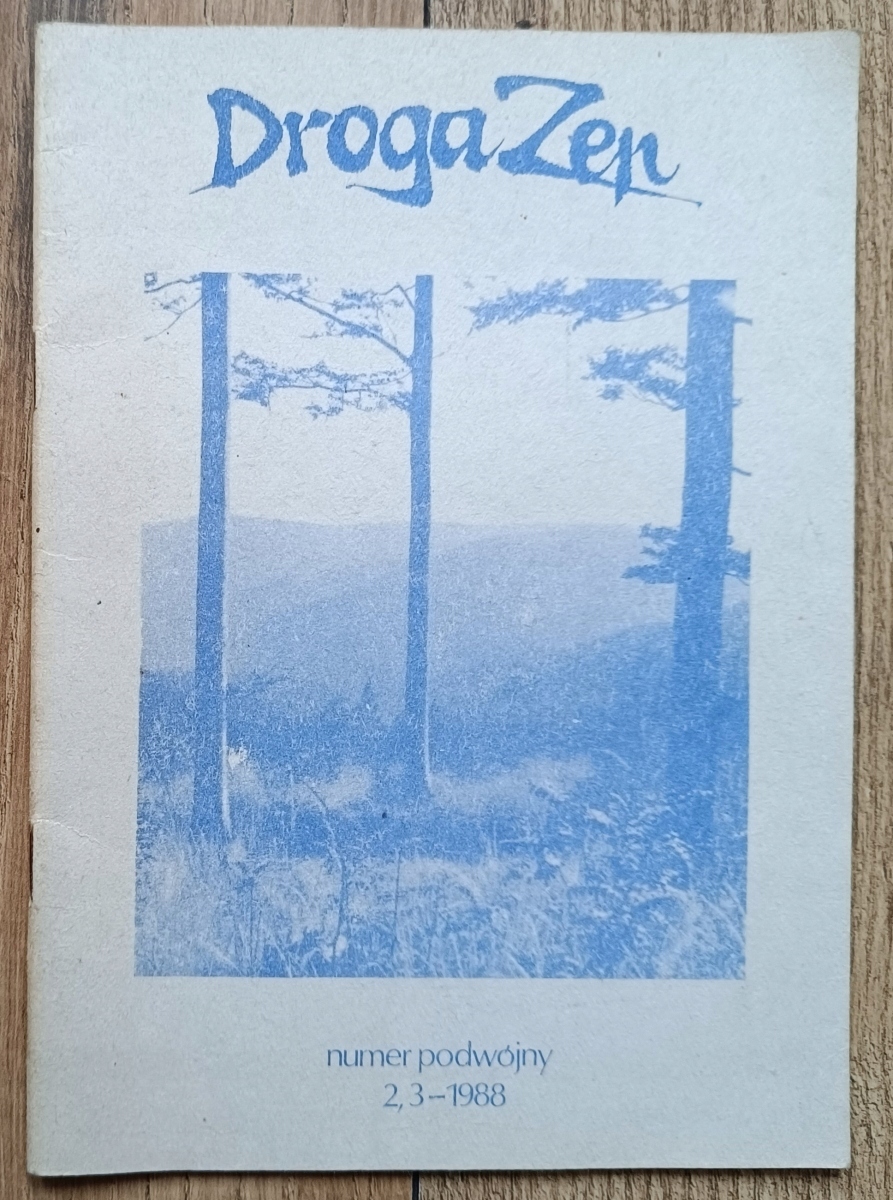 Droga Zen
numer podwójny
2, 3-1988